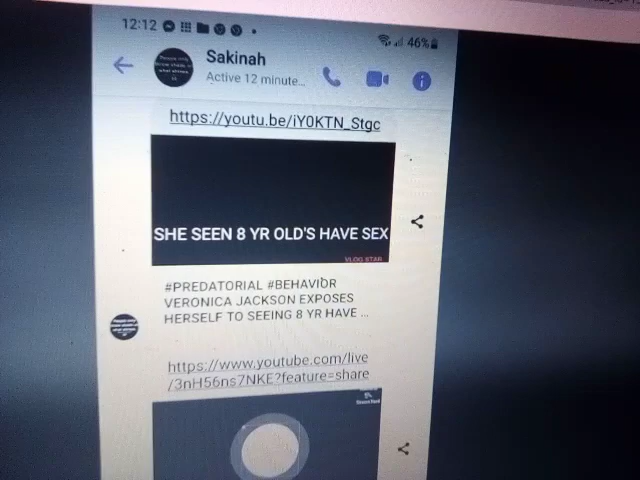 12:12
46%
Sakinah
Active 12 minute...
https://youtu.be/iY0KTN_Stgc
SHE SEEN 8 YR OLD'S HAVE SEX
VLOG STAR
#PREDATORIAL #BEHAVIOR
VERONICA JACKSON EXPOSES
HERSELF TO SEEING 8 YR HAVE ...
https://www.youtube.com/live
/3nH56ns7NKE?feature=share